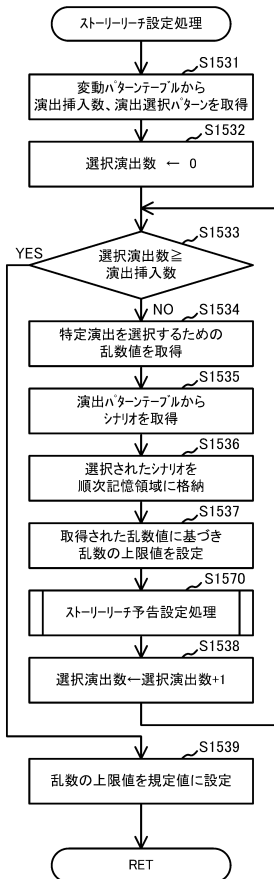 ストーリーリーチ設定処理
S1531
変動パターンテーブルから
演出挿入数、演出選択パターンを取得
S1532
選択演出数 ← 0
S1533
選択演出数≧
演出挿入数
YES
NO
S1534
特定演出を選択するための
乱数値を取得
S1535
演出パターンテーブルから
シナリオを取得
S1536
選択されたシナリオを
順次記憶領域に格納
S1537
取得された乱数値に基づき
乱数の上限値を設定
S1570
ストーリーリーチ予告設定処理
S1538
選択演出数←選択演出数+1
S1539
乱数の上限値を規定値に設定
RET